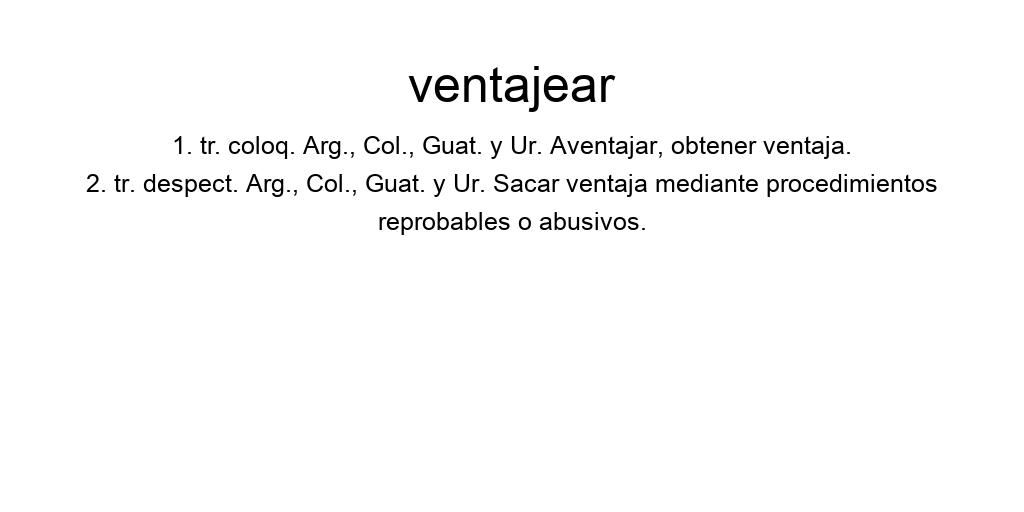 ventajear
1. tr. coloq. Arg., Col., Guat. y Ur. Aventajar, obtener ventaja.
2. tr. despect. Arg., Col., Guat. y Ur. Sacar ventaja mediante procedimientos
reprobables o abusivos.